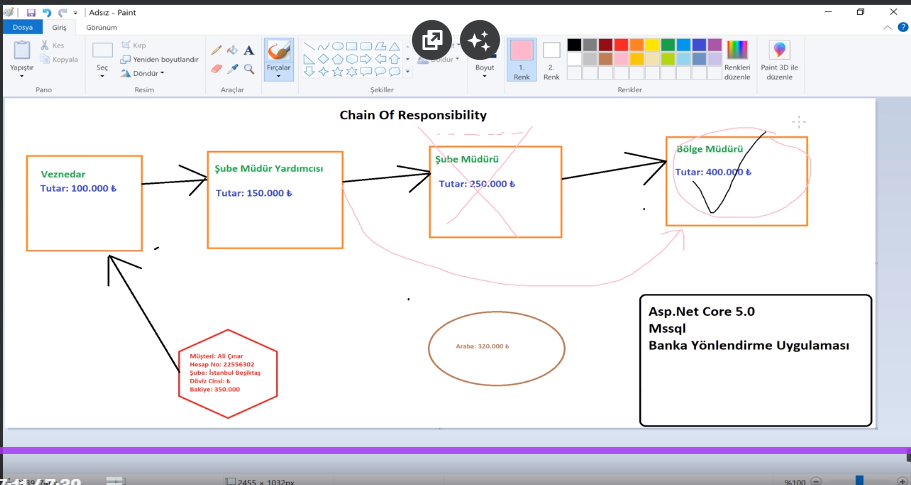 Adsız - Paint
Dosya
Giriş
Görünüm
Yapıştır
Kes
Kopyala
Pano
Seç
Kırp
Yeniden boyutlandır
Döndür
Resim
Araçlar
Fırçalar
Şekiller
Boyut
1.
Renk
2.
Renk
Renkleri
düzenle
Paint 3D ile
düzenle
Renkler
Chain Of Responsibility
Veznedar
Tutar: 100.000 ₺
Şube Müdür Yardımcısı
Tutar: 150.000 ₺
Şube Müdürü
Tutar: 250.000 ₺
Bölge Müdürü
Tutar: 400.000 ₺
Müşteri: Ali Çınar
Hesap No: 22556302
Şube: İstanbul Beşiktaş
Döviz Cinsi: ₺
Bakiye: 350.000
Araba: 320.000 ₺
Asp.Net Core 5.0
Mssql
Banka Yönlendirme Uygulaması
2455 × 1032px
%100